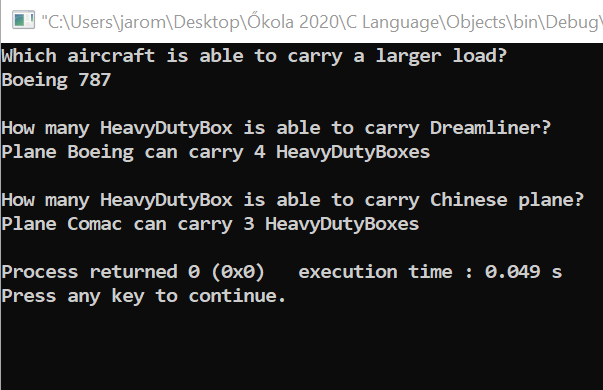 "C:\Users\jarom\Desktop\Őkola 2020\C Language\Objects\bin\Debug\
Which aircraft is able to carry a larger load?
Boeing 787
How many HeavyDutyBox is able to carry Dreamliner?
Plane Boeing can carry 4 HeavyDutyBoxes
How many HeavyDutyBox is able to carry Chinese plane?
Plane Comac can carry 3 HeavyDutyBoxes
Process returned 0 (0x0)   execution time : 0.049 s
Press any key to continue.